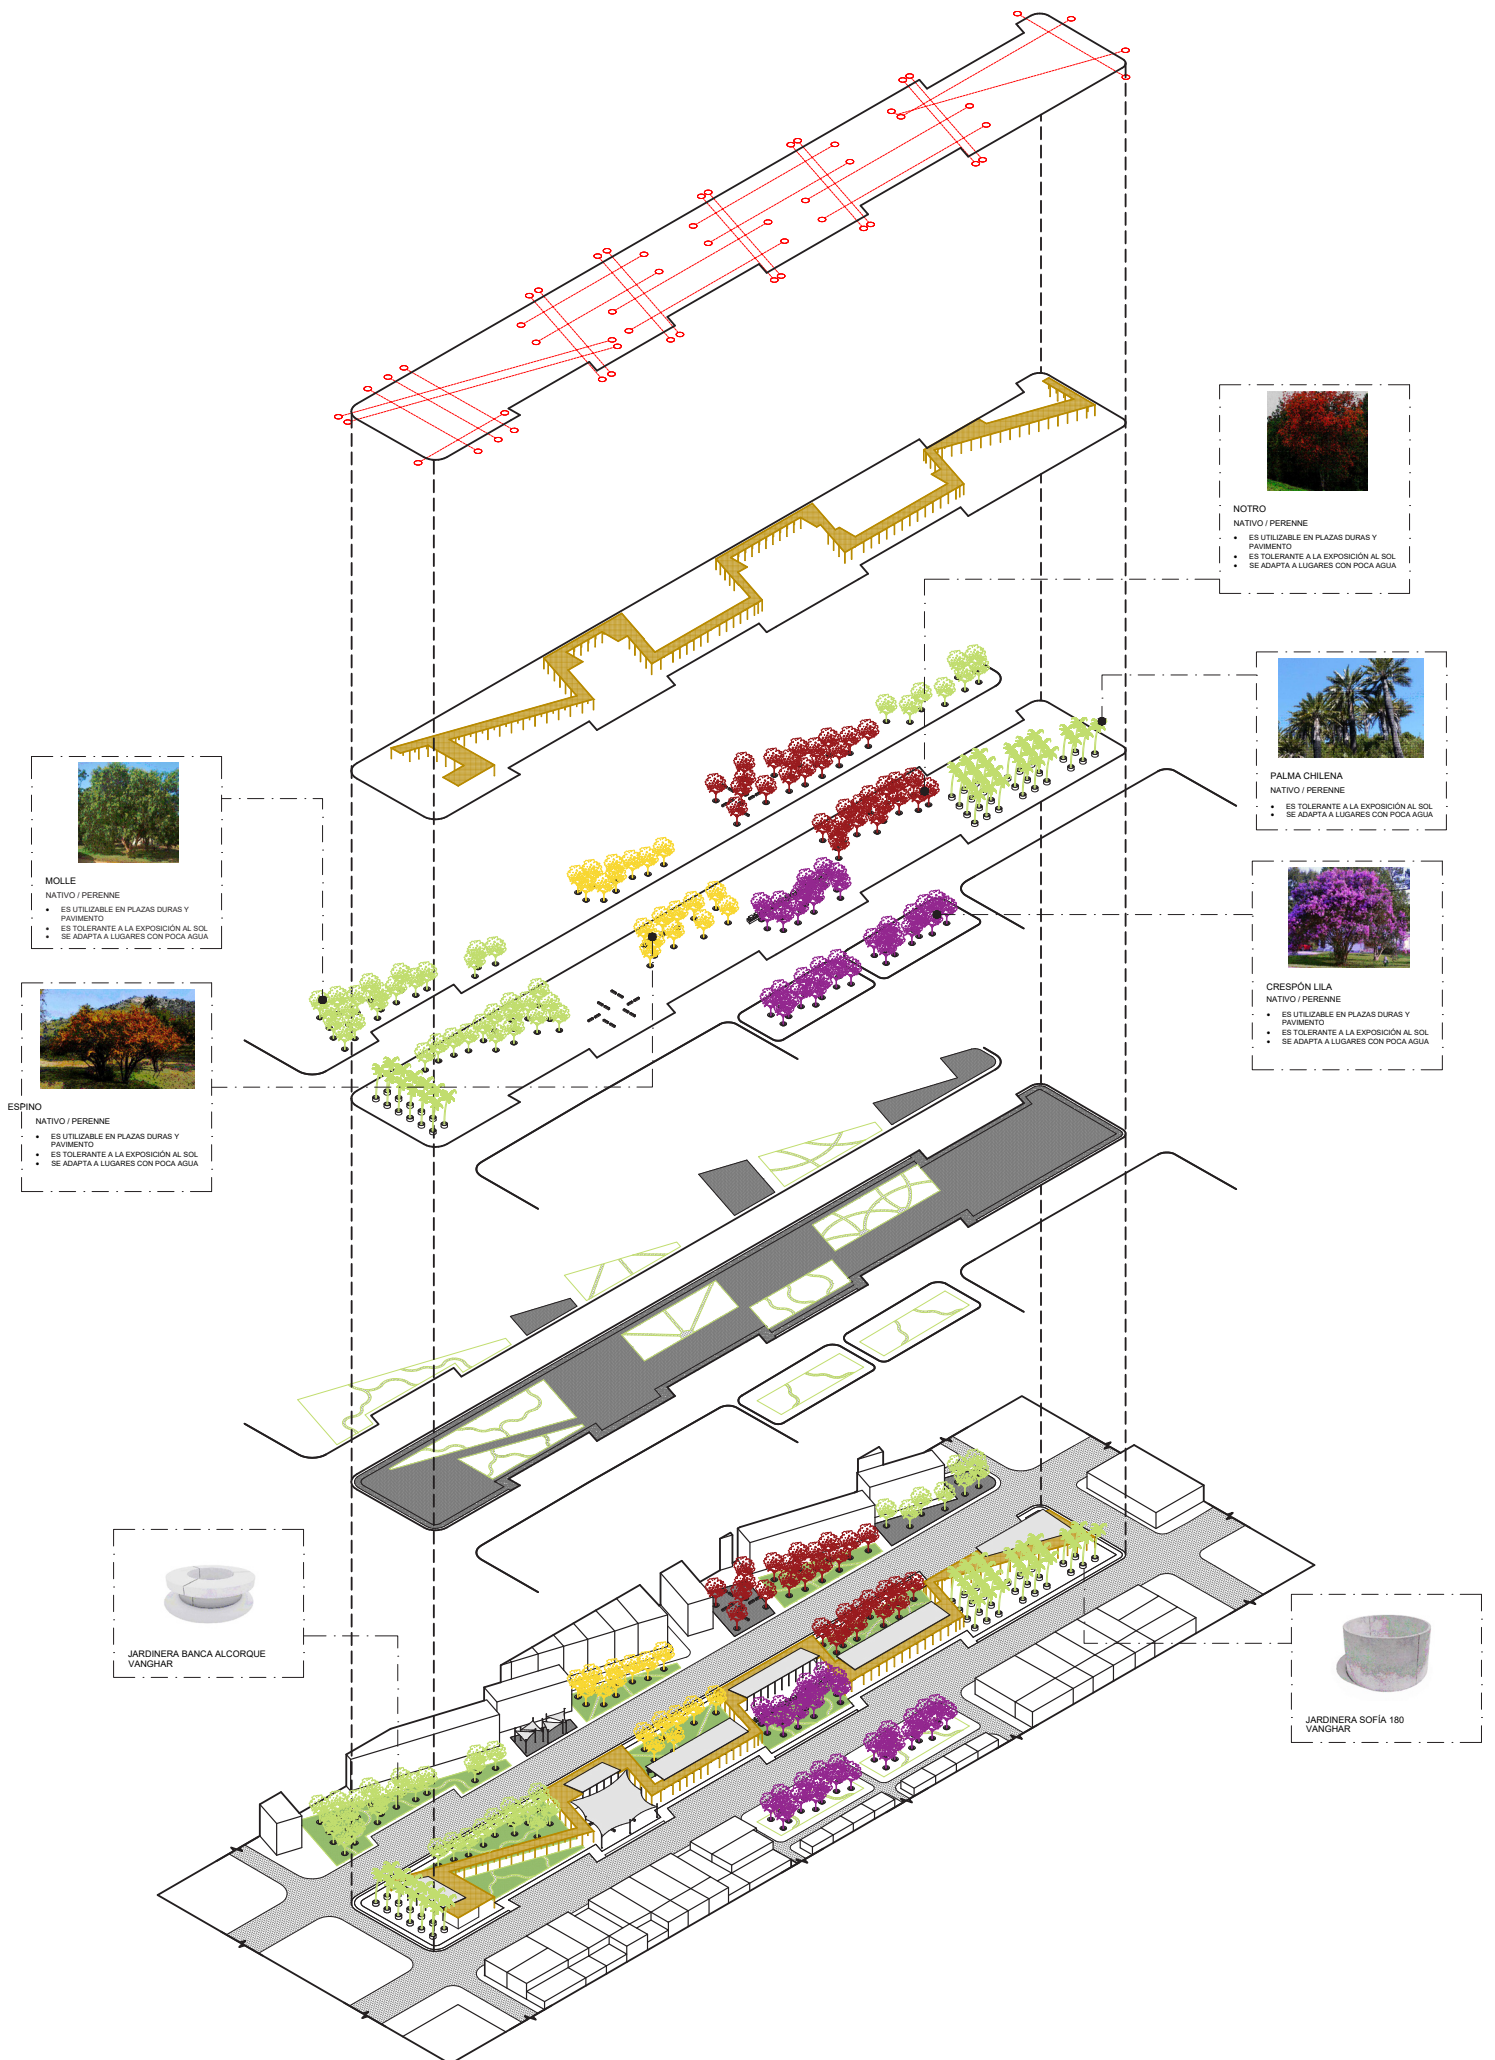 NOTRO
NATIVO / PERENNE
• ES UTILIZABLE EN PLAZAS DURAS Y
PAVIMENTO
• ES TOLERANTE A LA EXPOSICIÓN AL SOL
• SE ADAPTA A LUGARES CON POCA AGUA
PALMA CHILENA
NATIVO / PERENNE
• ES TOLERANTE A LA EXPOSICIÓN AL SOL
• SE ADAPTA A LUGARES CON POCA AGUA
MOLLE
NATIVO / PERENNE
• ES UTILIZABLE EN PLAZAS DURAS Y
PAVIMENTO
• ES TOLERANTE A LA EXPOSICIÓN AL SOL
• SE ADAPTA A LUGARES CON POCA AGUA
CRESPÓN LILA
NATIVO / PERENNE
• ES UTILIZABLE EN PLAZAS DURAS Y
PAVIMENTO
• ES TOLERANTE A LA EXPOSICIÓN AL SOL
• SE ADAPTA A LUGARES CON POCA AGUA
ESPINO
NATIVO / PERENNE
• ES UTILIZABLE EN PLAZAS DURAS Y
PAVIMENTO
• ES TOLERANTE A LA EXPOSICIÓN AL SOL
• SE ADAPTA A LUGARES CON POCA AGUA
JARDINERA BANCA ALCORQUE
VANGHAR
JARDINERA SOFÍA 180
VANGHAR